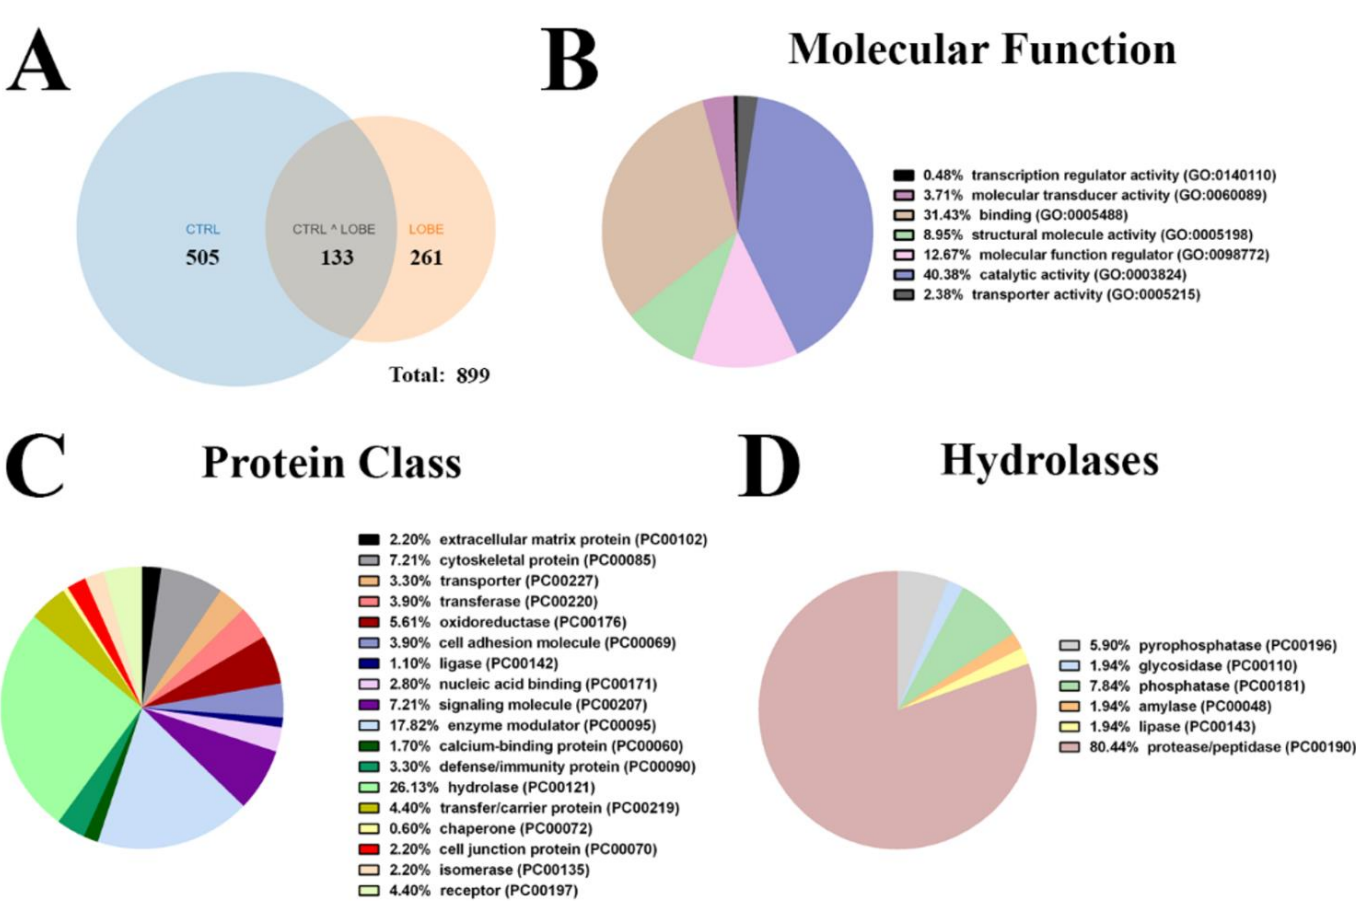 A
CTRL
505
CTRL ^ LOBE
133
LOBE
261
Total: 899
B
Molecular Function
0.48% transcription regulator activity (GO:0140110)
3.71% molecular transducer activity (GO:0060089)
31.43% binding (GO:0005488)
8.95% structural molecule activity (GO:0005198)
12.67% molecular function regulator (GO:0098772)
40.38% catalytic activity (GO:0003824)
2.38% transporter activity (GO:0005215)
C
Protein Class
2.20% extracellular matrix protein (PC00102)
7.21% cytoskeletal protein (PC00085)
3.30% transporter (PC00227)
3.90% transferase (PC00220)
5.61% oxidoreductase (PC00176)
3.90% cell adhesion molecule (PC00069)
1.10% ligase (PC00142)
2.80% nucleic acid binding (PC00171)
7.21% signaling molecule (PC00207)
17.82% enzyme modulator (PC00095)
1.70% calcium-binding protein (PC00060)
3.30% defense/immunity protein (PC00090)
26.13% hydrolase (PC00121)
4.40% transfer/carrier protein (PC00219)
0.60% chaperone (PC00072)
2.20% cell junction protein (PC00070)
2.20% isomerase (PC00135)
4.40% receptor (PC00197)
D
Hydrolases
5.90% pyrophosphatase (PC00196)
1.94% glycosidase (PC00110)
7.84% phosphatase (PC00181)
1.94% amylase (PC00048)
1.94% lipase (PC00143)
80.44% protease/peptidase (PC00190)